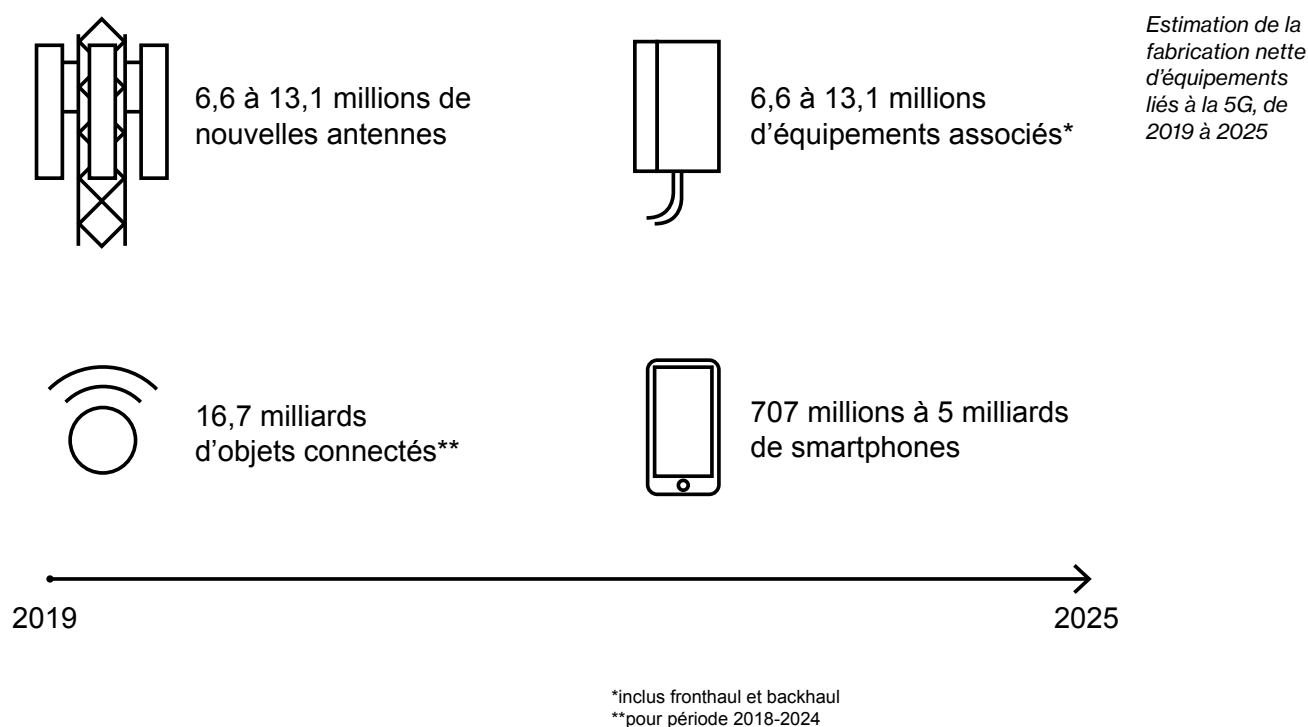 6,6 à 13,1 millions de
nouvelles antennes
6,6 à 13,1 millions
d’équipements associés*
Estimation de la
fabrication nette
d’équipements
liés à la 5G, de
2019 à 2025
16,7 milliards
d’objets connectés**
707 millions à 5 milliards
de smartphones
2019
2025
*inclus fronthaul et backhaul
**pour période 2018-2024